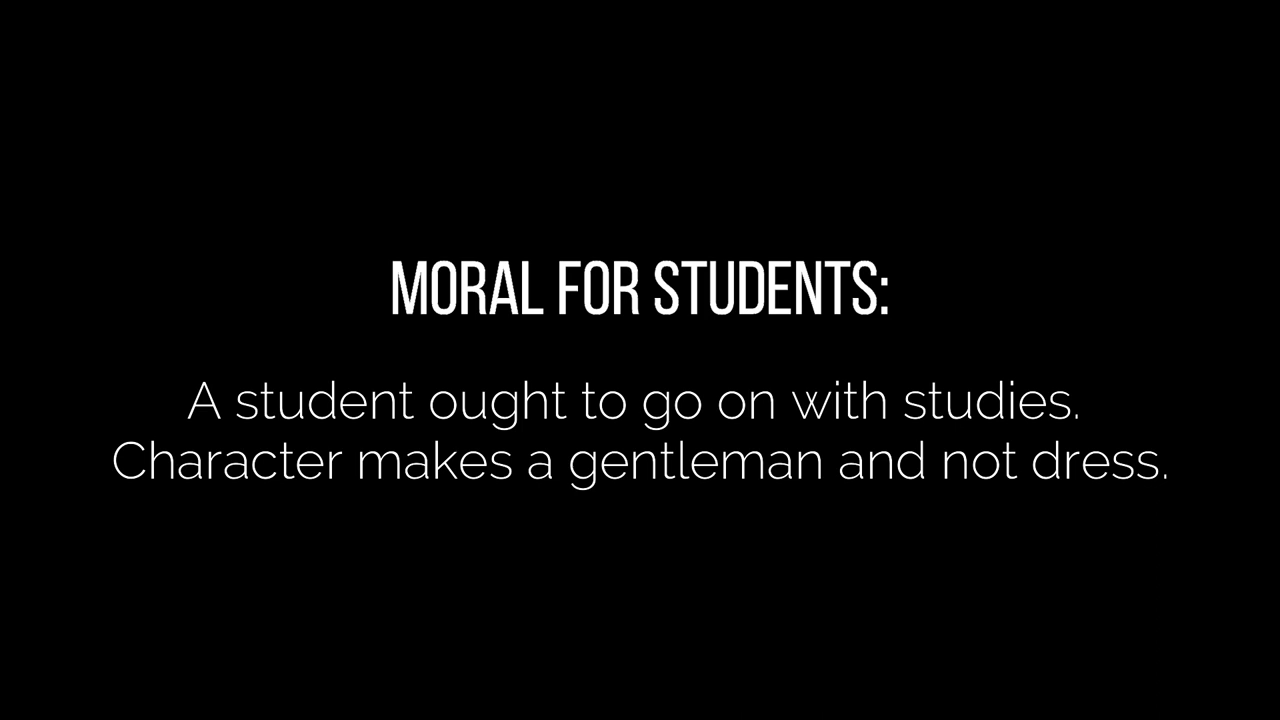 MORAL FOR STUDENTS:
A student ought to go on with studies.
Character makes a gentleman and not dress.